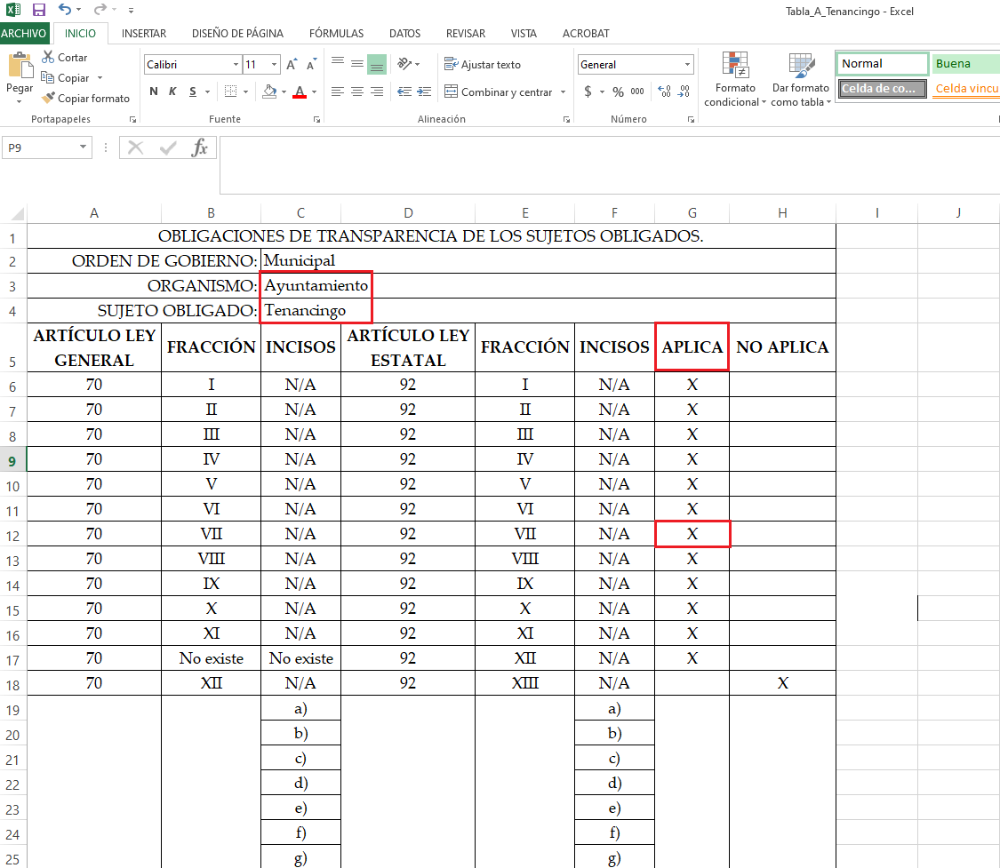 Tabla_A_Tenancingo - Excel
ARCHIVO INICIO INSERTAR DISEÑO DE PÁGINA FÓRMULAS DATOS REVISAR VISTA ACROBAT
Pegar
Cortar
Copiar
Copiar formato
Portapapeles
Calibri 11
N K S
Fuente
Ajustar texto
Combinar y centrar
Alineación
General
$ % 000
Número
Formato condicional
Dar formato como tabla
Normal Buena
Celda de co... Celda vincu
P9
A B C D E F G H I J
1 OBLIGACIONES DE TRANSPARENCIA DE LOS SUJETOS OBLIGADOS.
2 ORDEN DE GOBIERNO: Municipal
3 ORGANISMO: Ayuntamiento
4 SUJETO OBLIGADO: Tenancingo
5 ARTÍCULO LEY GENERAL FRACCIÓN INCISOS ARTÍCULO LEY ESTATAL FRACCIÓN INCISOS APLICA NO APLICA
6 70 I N/A 92 I N/A X
7 70 II N/A 92 II N/A X
8 70 III N/A 92 III N/A X
9 70 IV N/A 92 IV N/A X
10 70 V N/A 92 V N/A X
11 70 VI N/A 92 VI N/A X
12 70 VII N/A 92 VII N/A X
13 70 VIII N/A 92 VIII N/A X
14 70 IX N/A 92 IX N/A X
15 70 X N/A 92 X N/A X
16 70 XI N/A 92 XI N/A X
17 70 No existe No existe 92 XII N/A X
18 70 XII N/A 92 XIII N/A X
19 a) a)
20 b) b)
21 c) c)
22 d) d)
23 e) e)
24 f) f)
25 g) g)